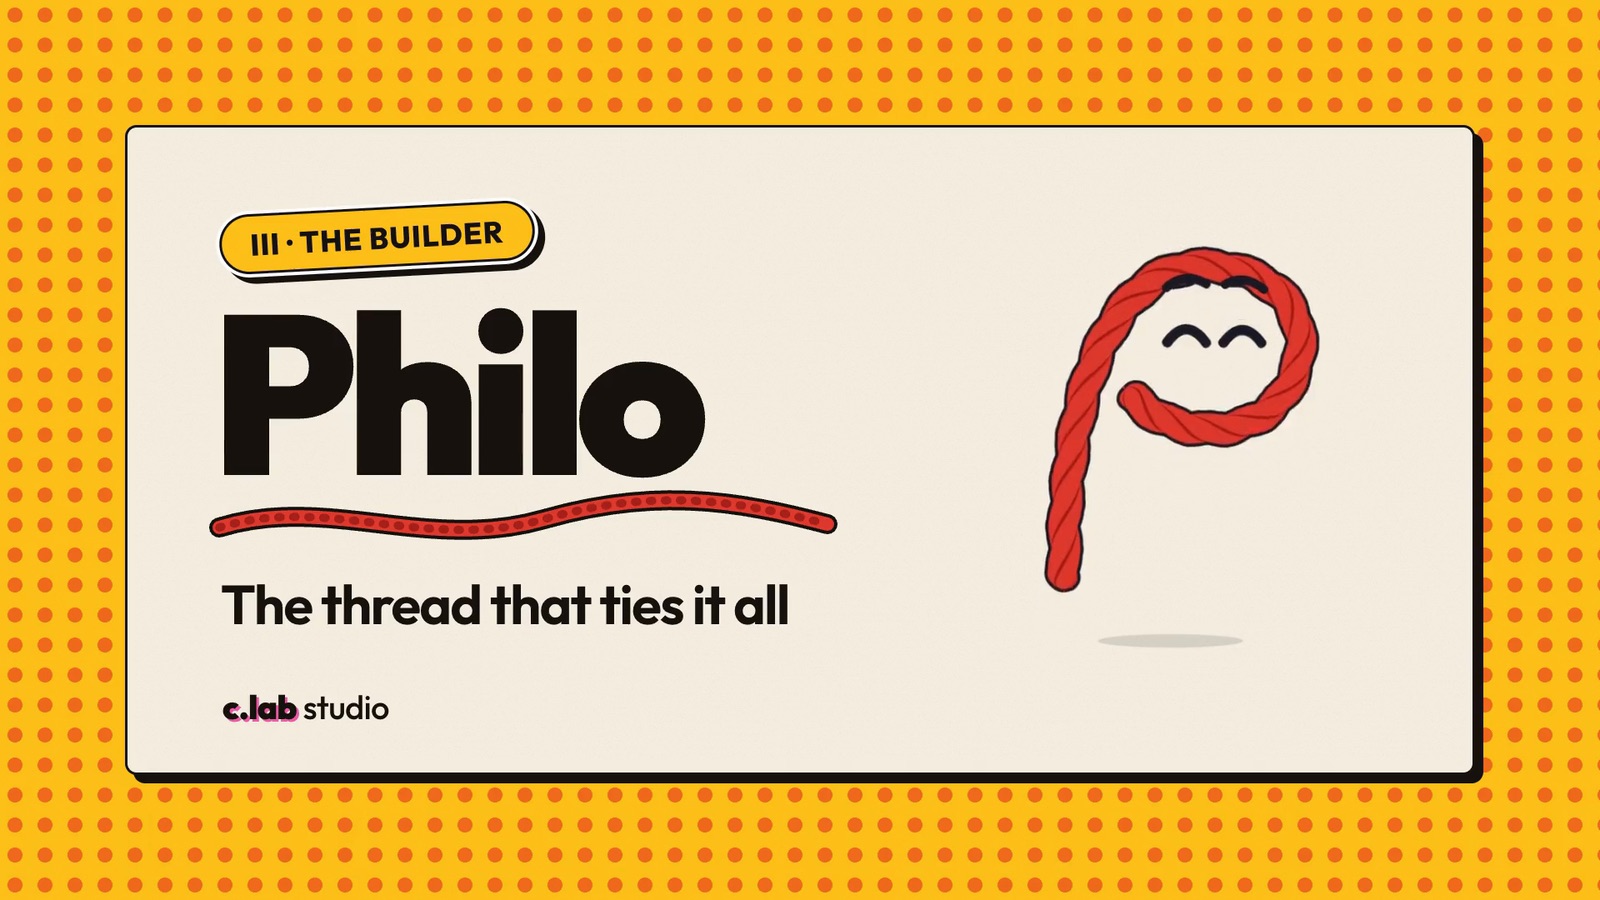 III · THE BUILDER
Philo
The thread that ties it all
c.lab studio